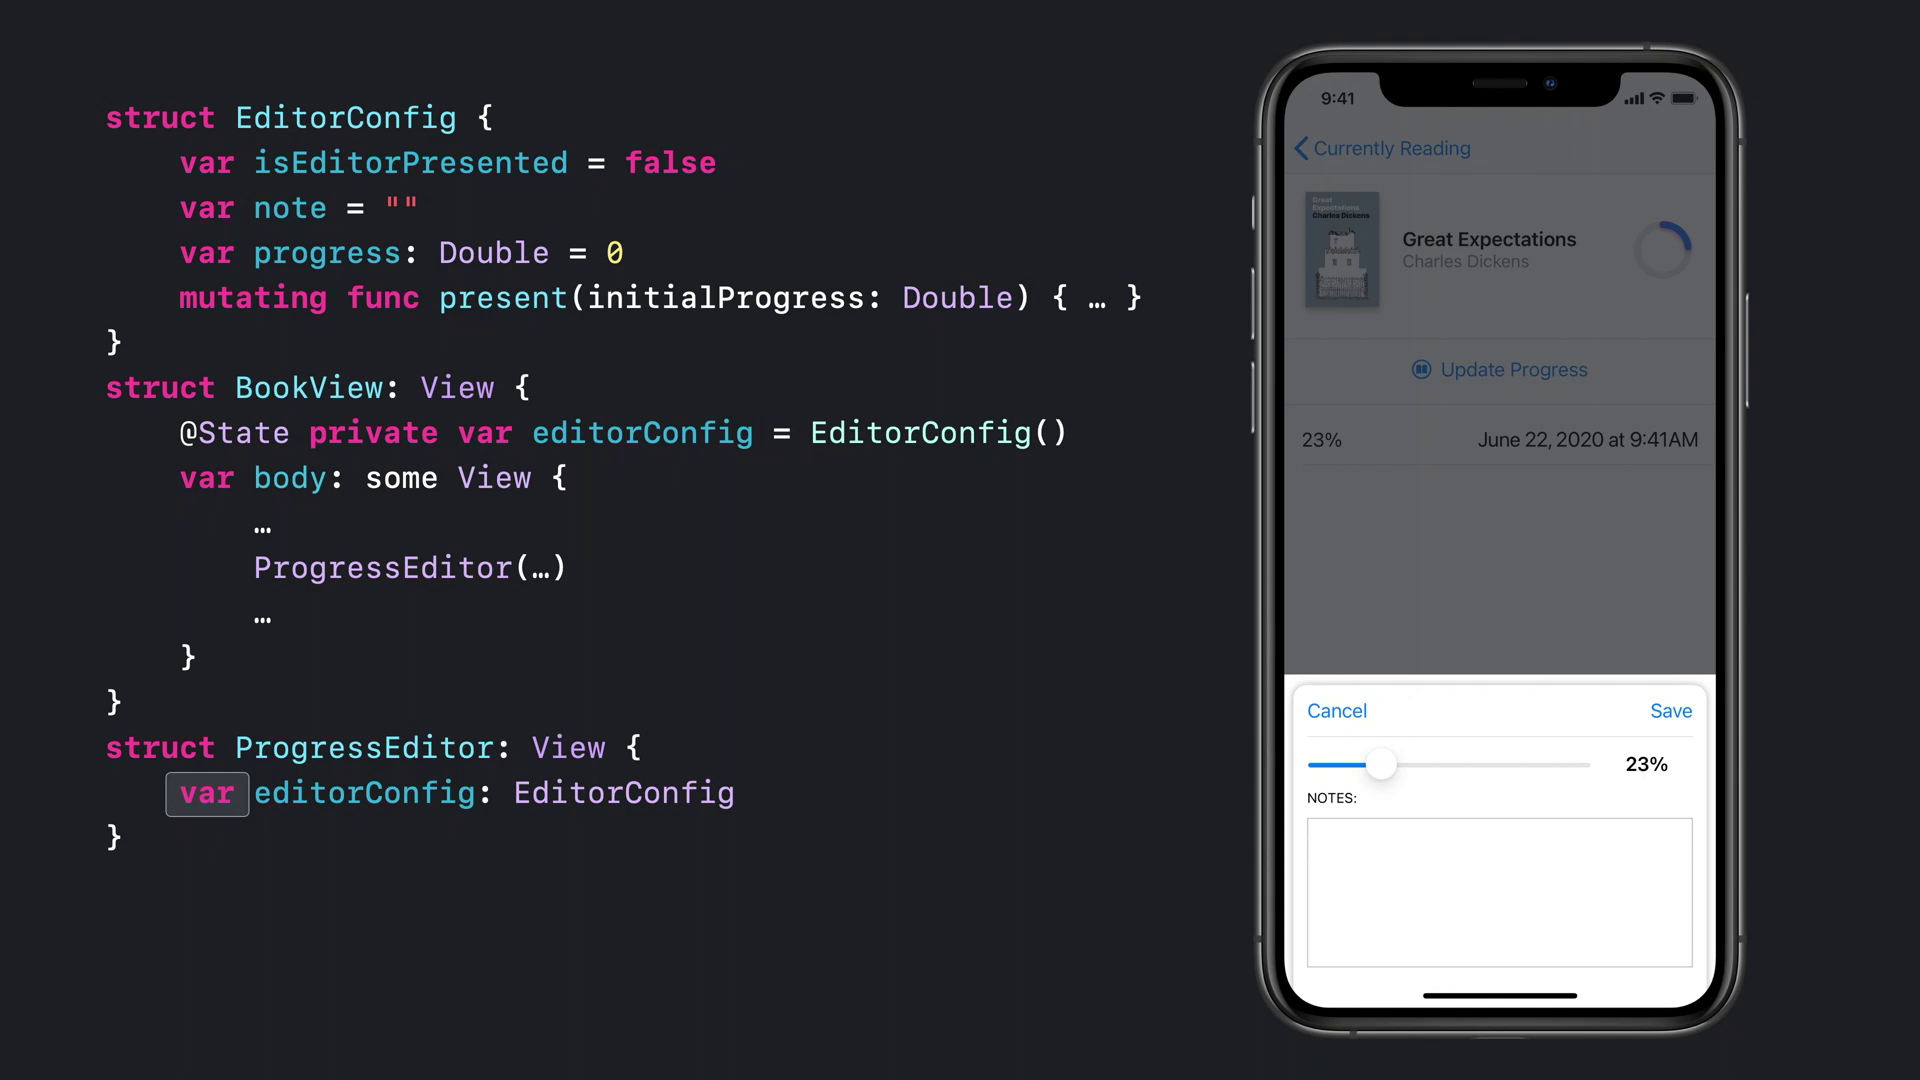 struct EditorConfig {
var isEditorPresented = false
var note = ""
var progress: Double = 0
mutating func present(initialProgress: Double) { … }
}
struct BookView: View {
@State private var editorConfig = EditorConfig()
var body: some View {
…
ProgressEditor(…)
…
}
}
struct ProgressEditor: View {
var editorConfig: EditorConfig
}
9:41
Currently Reading
Great
Expectations
Charles Dickens
Great Expectations
Charles Dickens
Update Progress
23% June 22, 2020 at 9:41AM
Cancel Save
23%
NOTES: